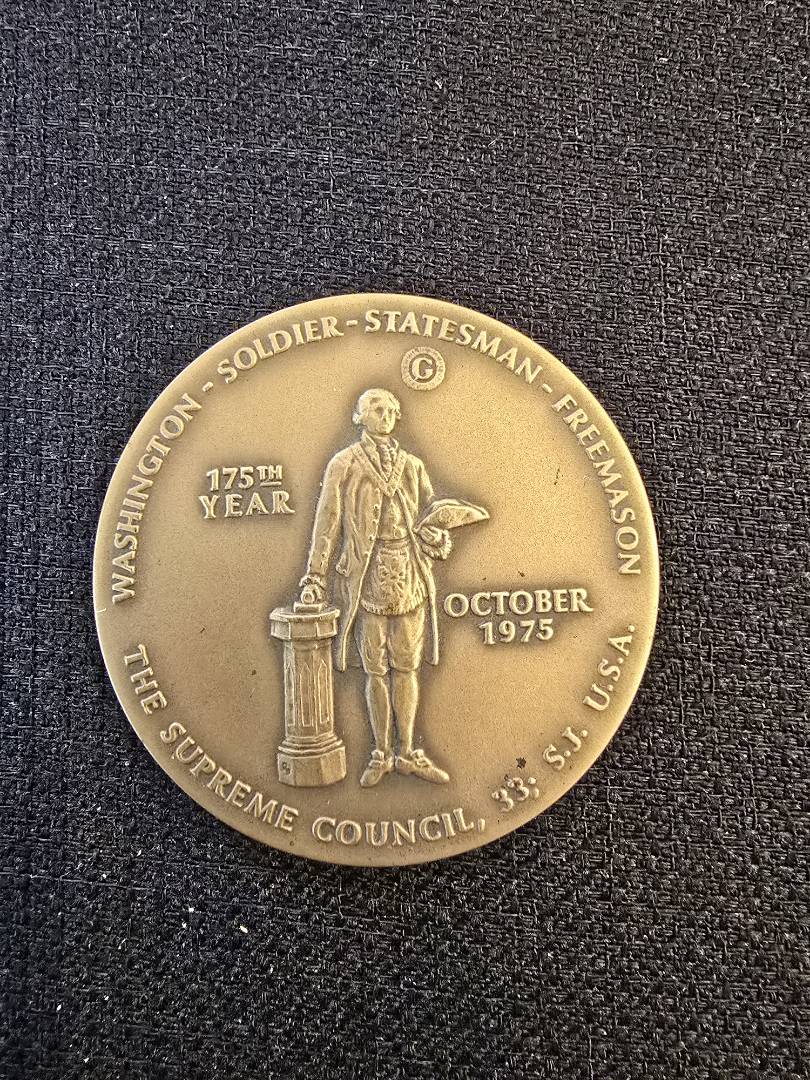 WASHINGTON - SOLDIER - STATESMAN - FREEMASON
G
175TH
YEAR
OCTOBER
1975
THE SUPREME COUNCIL, 33; S.J. U.S.A.